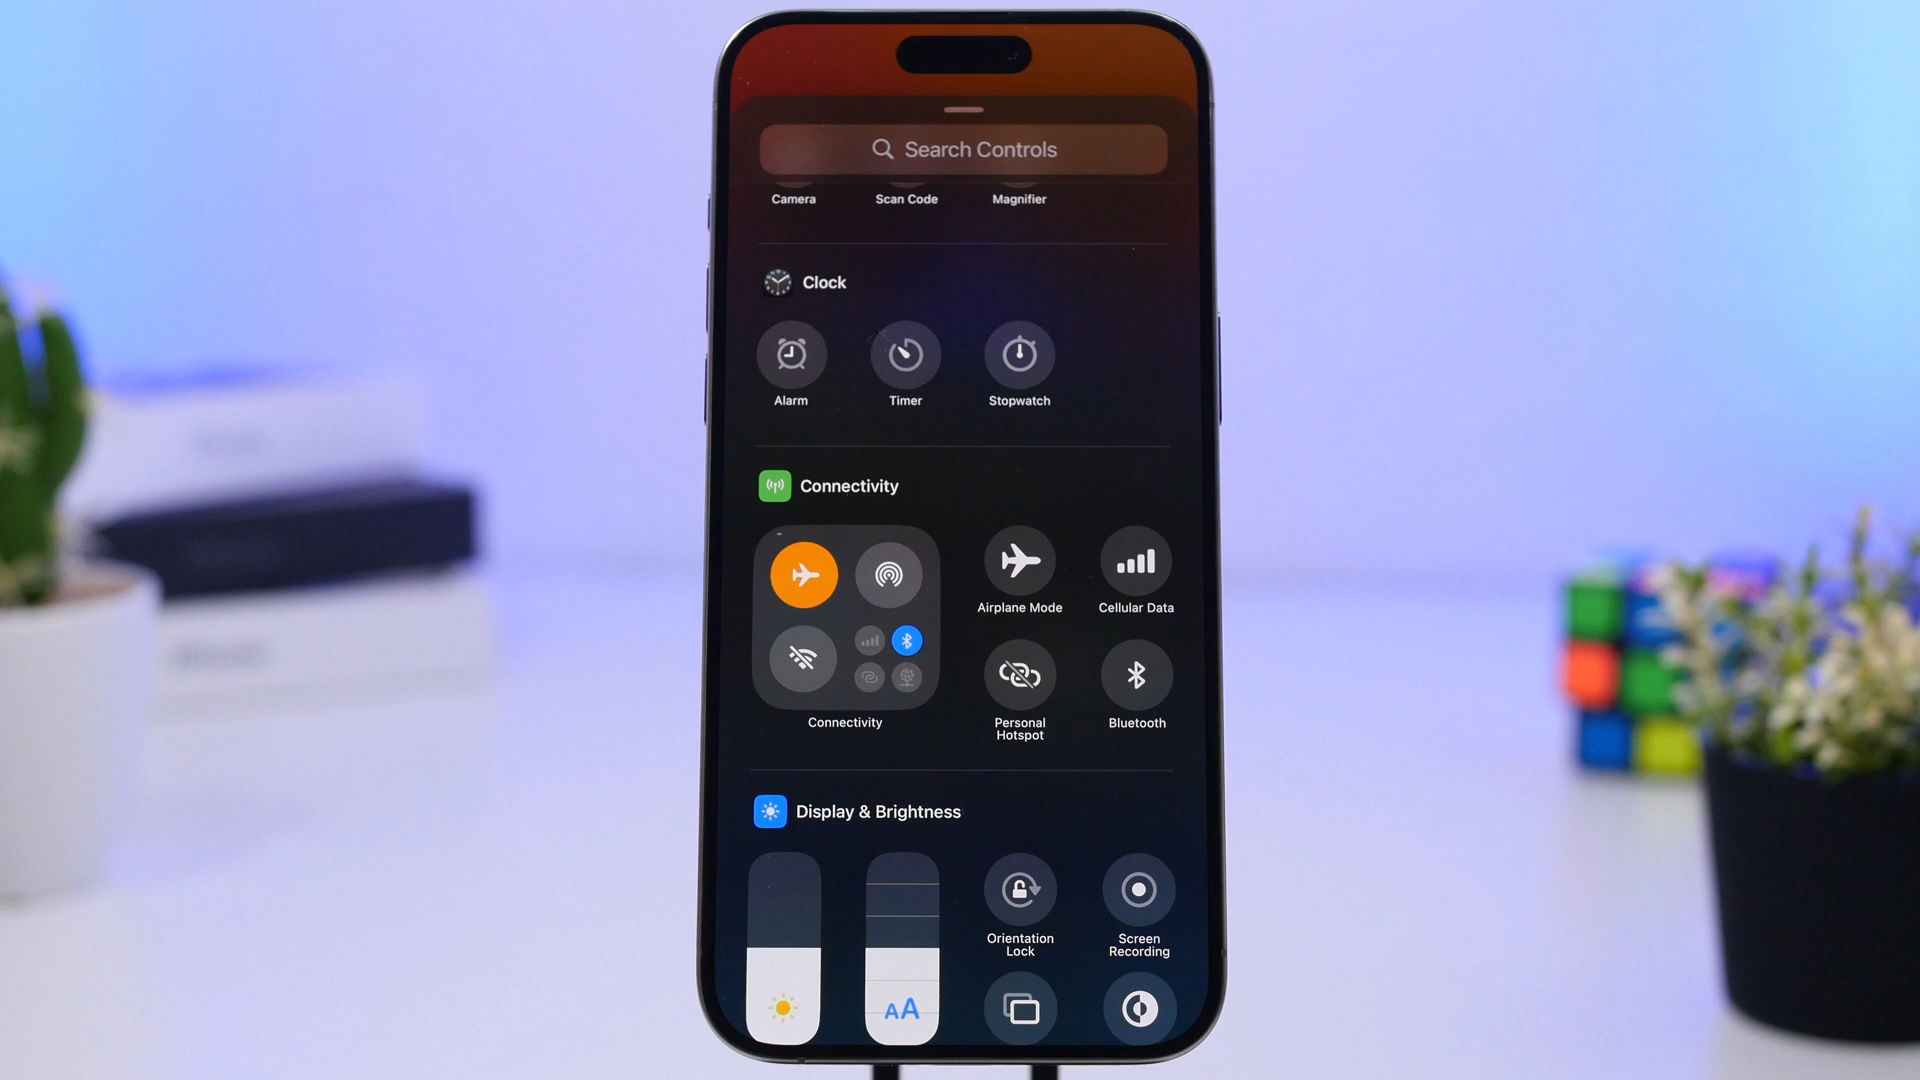 Search Controls
Camera Scan Code Magnifier
Clock
Alarm Timer Stopwatch
Connectivity
Airplane Mode Cellular Data
Connectivity Personal Bluetooth
Hotspot
Display & Brightness
Orientation Screen
Lock Recording
AA